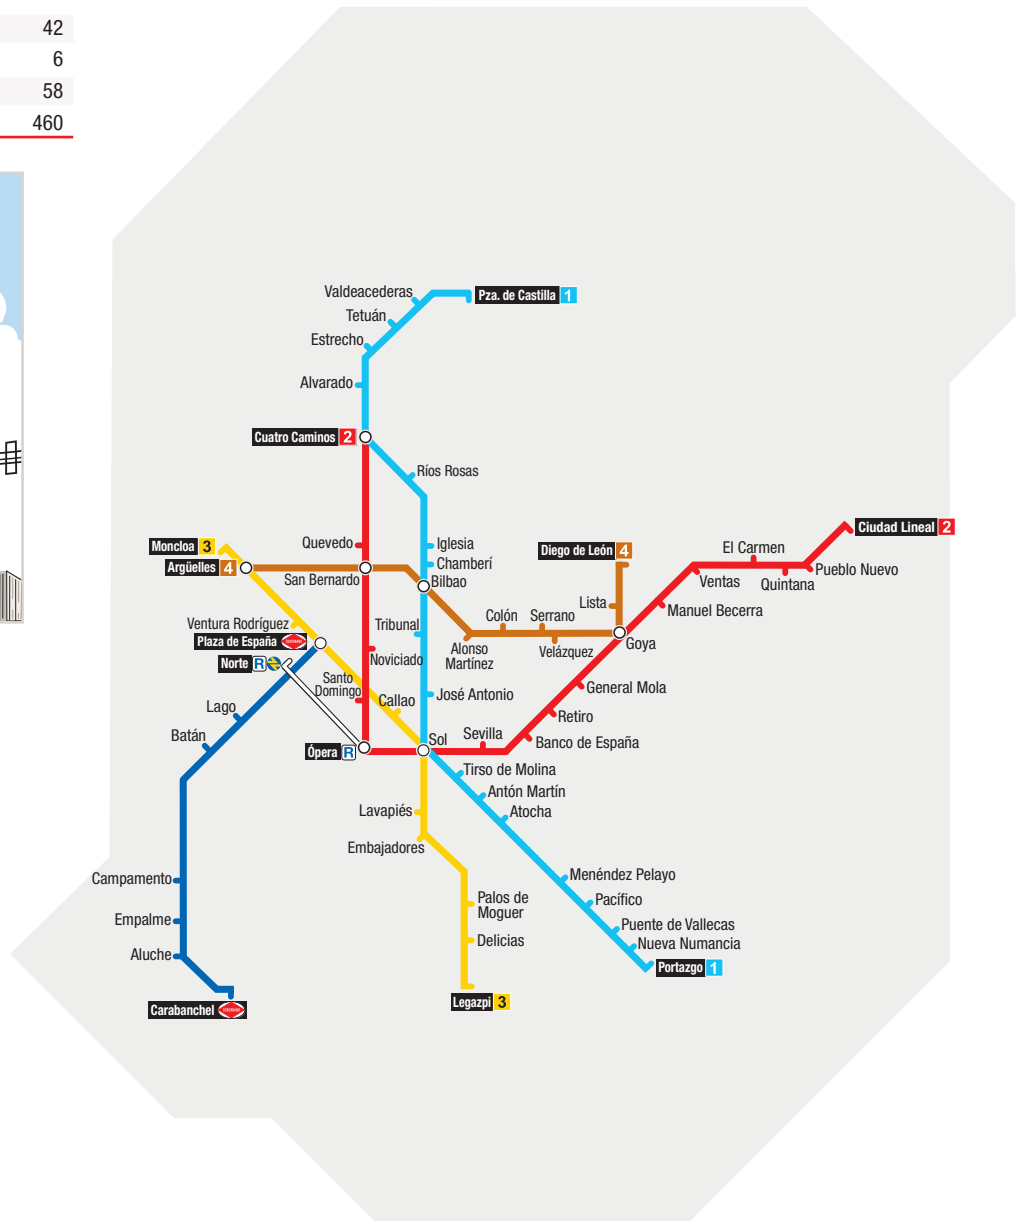 42
6
58
460
Valdeacederas
Pza. de Castilla 1
Tetuán
Estrecho
Alvarado
Cuatro Caminos 2
Ríos Rosas
Ciudad Lineal 2
Moncloa 3
Quevedo
Iglesia
Diego de León 4
El Carmen
Argüelles 4
Chamberí
San Bernardo
Bilbao
Ventas
Quintana
Pueblo Nuevo
Lista
Manuel Becerra
Ventura Rodríguez
Tribunal
Colón
Serrano
Plaza de España
Alonso
Martínez
Velázquez
Goya
Norte R
Noviciado
Santo
Domingo
Callao
José Antonio
General Mola
Lago
Retiro
Batán
Ópera R
Sol
Sevilla
Banco de España
Tirso de Molina
Antón Martín
Lavapiés
Atocha
Embajadores
Campamento
Menéndez Pelayo
Palos de
Moguer
Pacífico
Empalme
Puente de Vallecas
Delicias
Nueva Numancia
Aluche
Portazgo 1
Carabanchel
Legazpi 3